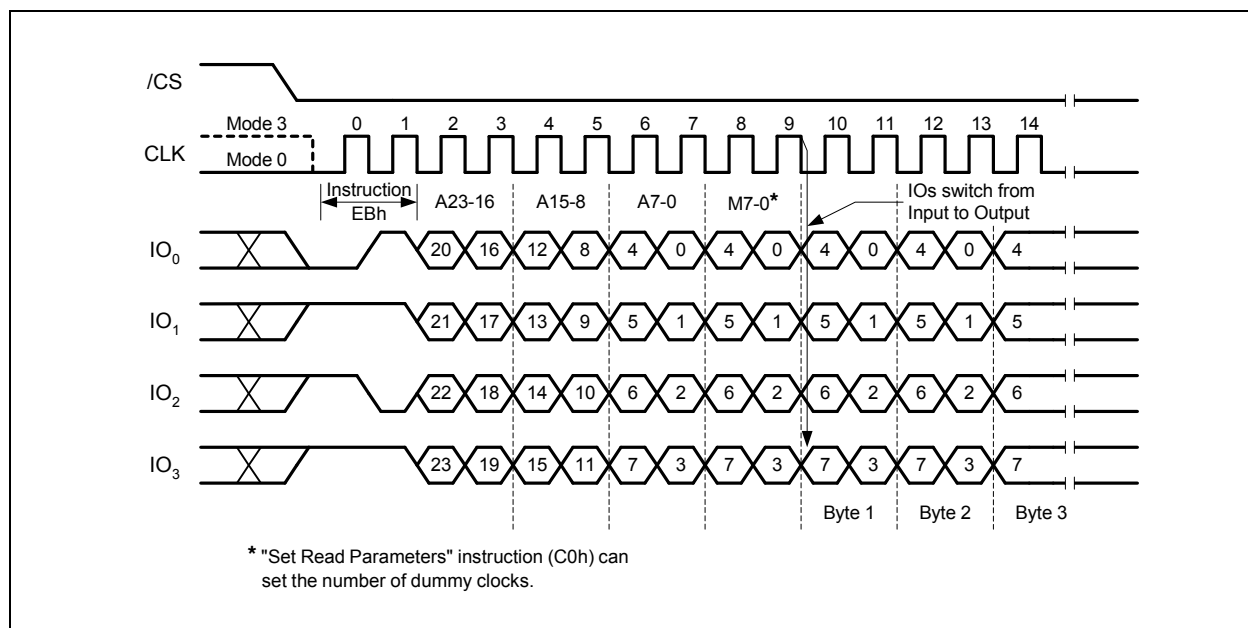 /CS
Mode 3 0 1 2 3 4 5 6 7 8 9 10 11 12 13 14
CLK
Mode 0
Instruction
EBh
A23-16 A15-8 A7-0 M7-0*
IOs switch from
Input to Output
IO0 20 16 12 8 4 0 4 0 4 0 4 0 4
IO1 21 17 13 9 5 1 5 1 5 1 5 1 5
IO2 22 18 14 10 6 2 6 2 6 2 6 2 6
IO3 23 19 15 11 7 3 7 3 7 3 7 3 7
Byte 1 Byte 2 Byte 3
* "Set Read Parameters" instruction (C0h) can
set the number of dummy clocks.